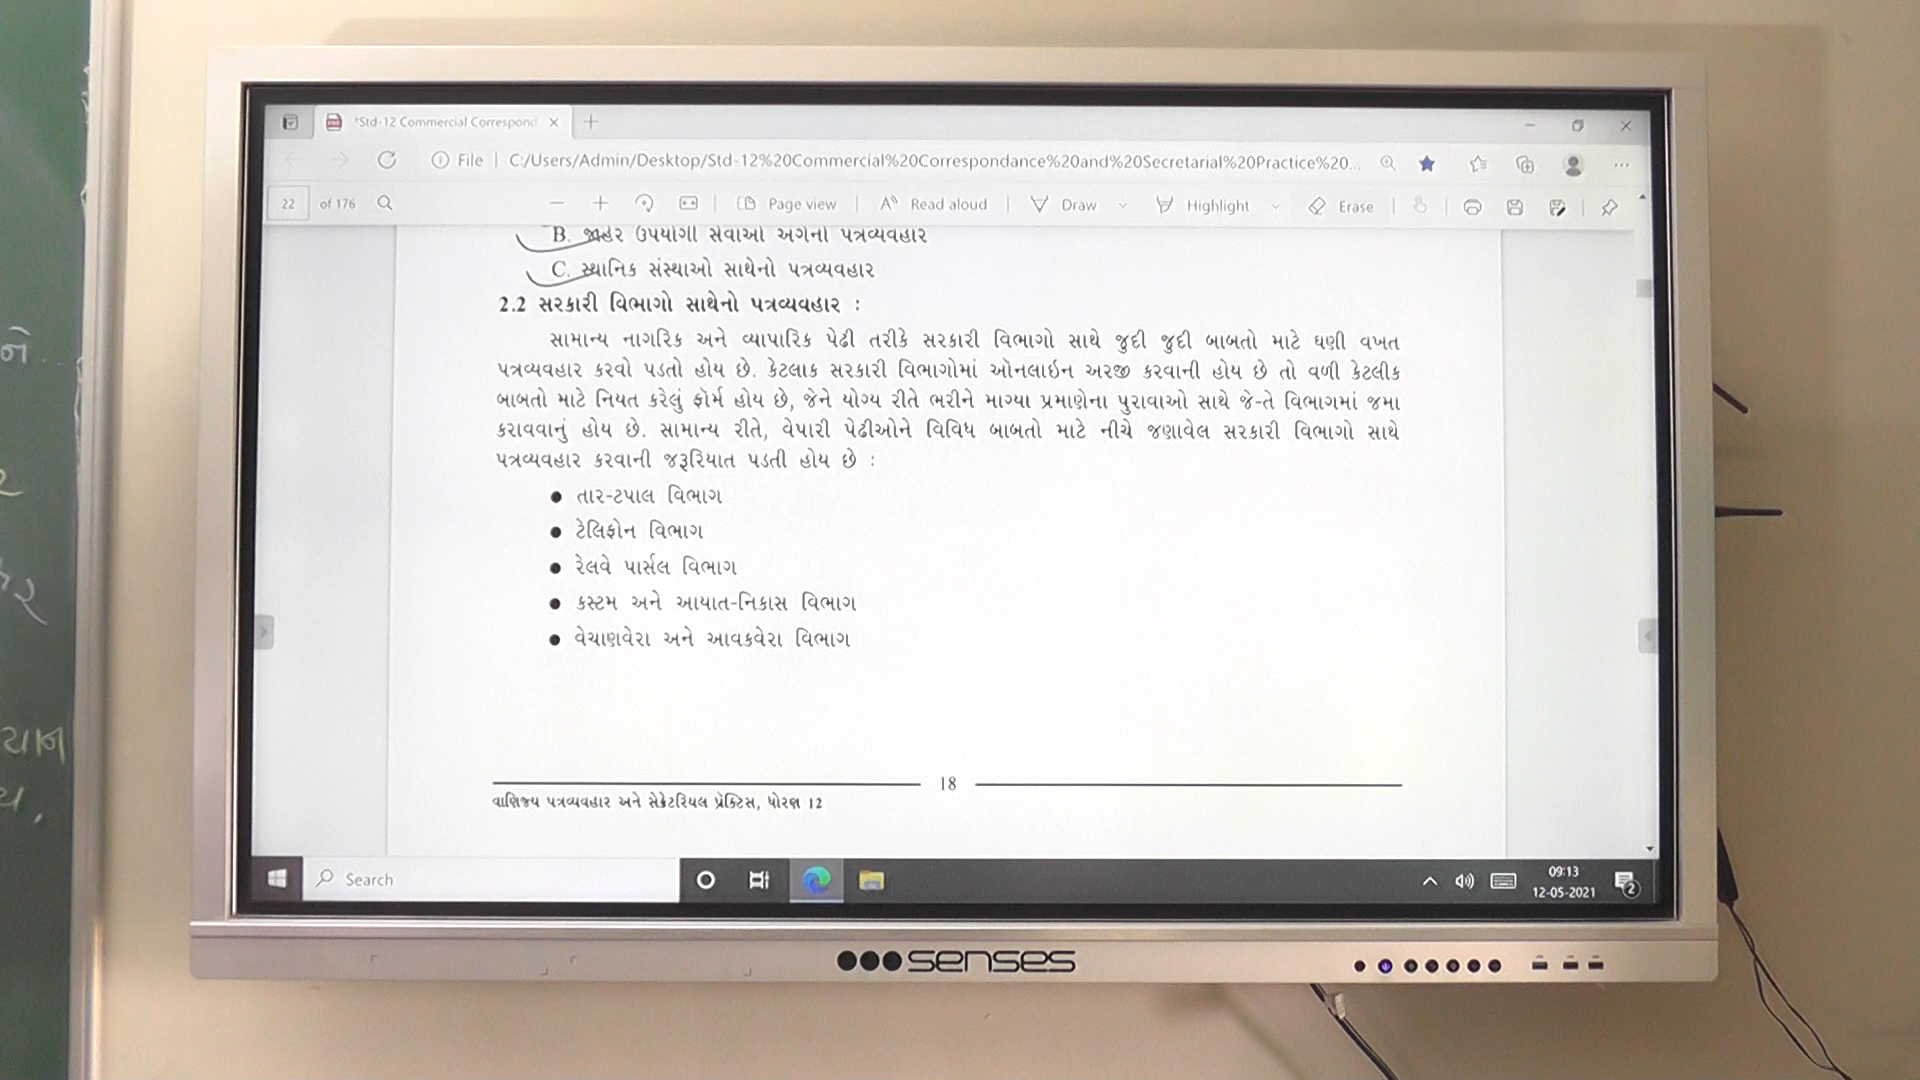 *Std-12 Commercial Correspond
File | C:/Users/Admin/Desktop/Std-12%20Commercial%20Correspondance%20and%20Secretarial%20Practice%20...
22 of 176
Page view
Read aloud
Draw
Highlight
Erase
B. જાહેર ઉપયોગી સેવાઓ અંગેનો પત્રવ્યવહાર
C. સ્થાનિક સંસ્થાઓ સાથેનો પત્રવ્યવહાર
2.2 સરકારી વિભાગો સાથેનો પત્રવ્યવહાર :
સામાન્ય નાગરિક અને વ્યાપારિક પેઢી તરીકે સરકારી વિભાગો સાથે જુદી જુદી બાબતો માટે ઘણી વખત
પત્રવ્યવહાર કરવો પડતો હોય છે. કેટલાક સરકારી વિભાગોમાં ઑનલાઇન અરજી કરવાની હોય છે તો વળી કેટલીક
બાબતો માટે નિયત કરેલું ફૉર્મ હોય છે, જેને યોગ્ય રીતે ભરીને માગ્યા પ્રમાણેના પુરાવાઓ સાથે જે-તે વિભાગમાં જમા
કરાવવાનું હોય છે. સામાન્ય રીતે, વેપારી પેઢીઓને વિવિધ બાબતો માટે નીચે જણાવેલ સરકારી વિભાગો સાથે
પત્રવ્યવહાર કરવાની જરૂરિયાત પડતી હોય છે :
● તાર-ટપાલ વિભાગ
● ટેલિફોન વિભાગ
● રેલવે પાર્સલ વિભાગ
● કસ્ટમ અને આયાત-નિકાસ વિભાગ
● વેચાણવેરા અને આવકવેરા વિભાગ
18
વાણિજ્ય પત્રવ્યવહાર અને સેક્રેટરિયલ પ્રૅક્ટિસ, ધોરણ 12
Search
09:13
12-05-2021
2
senses